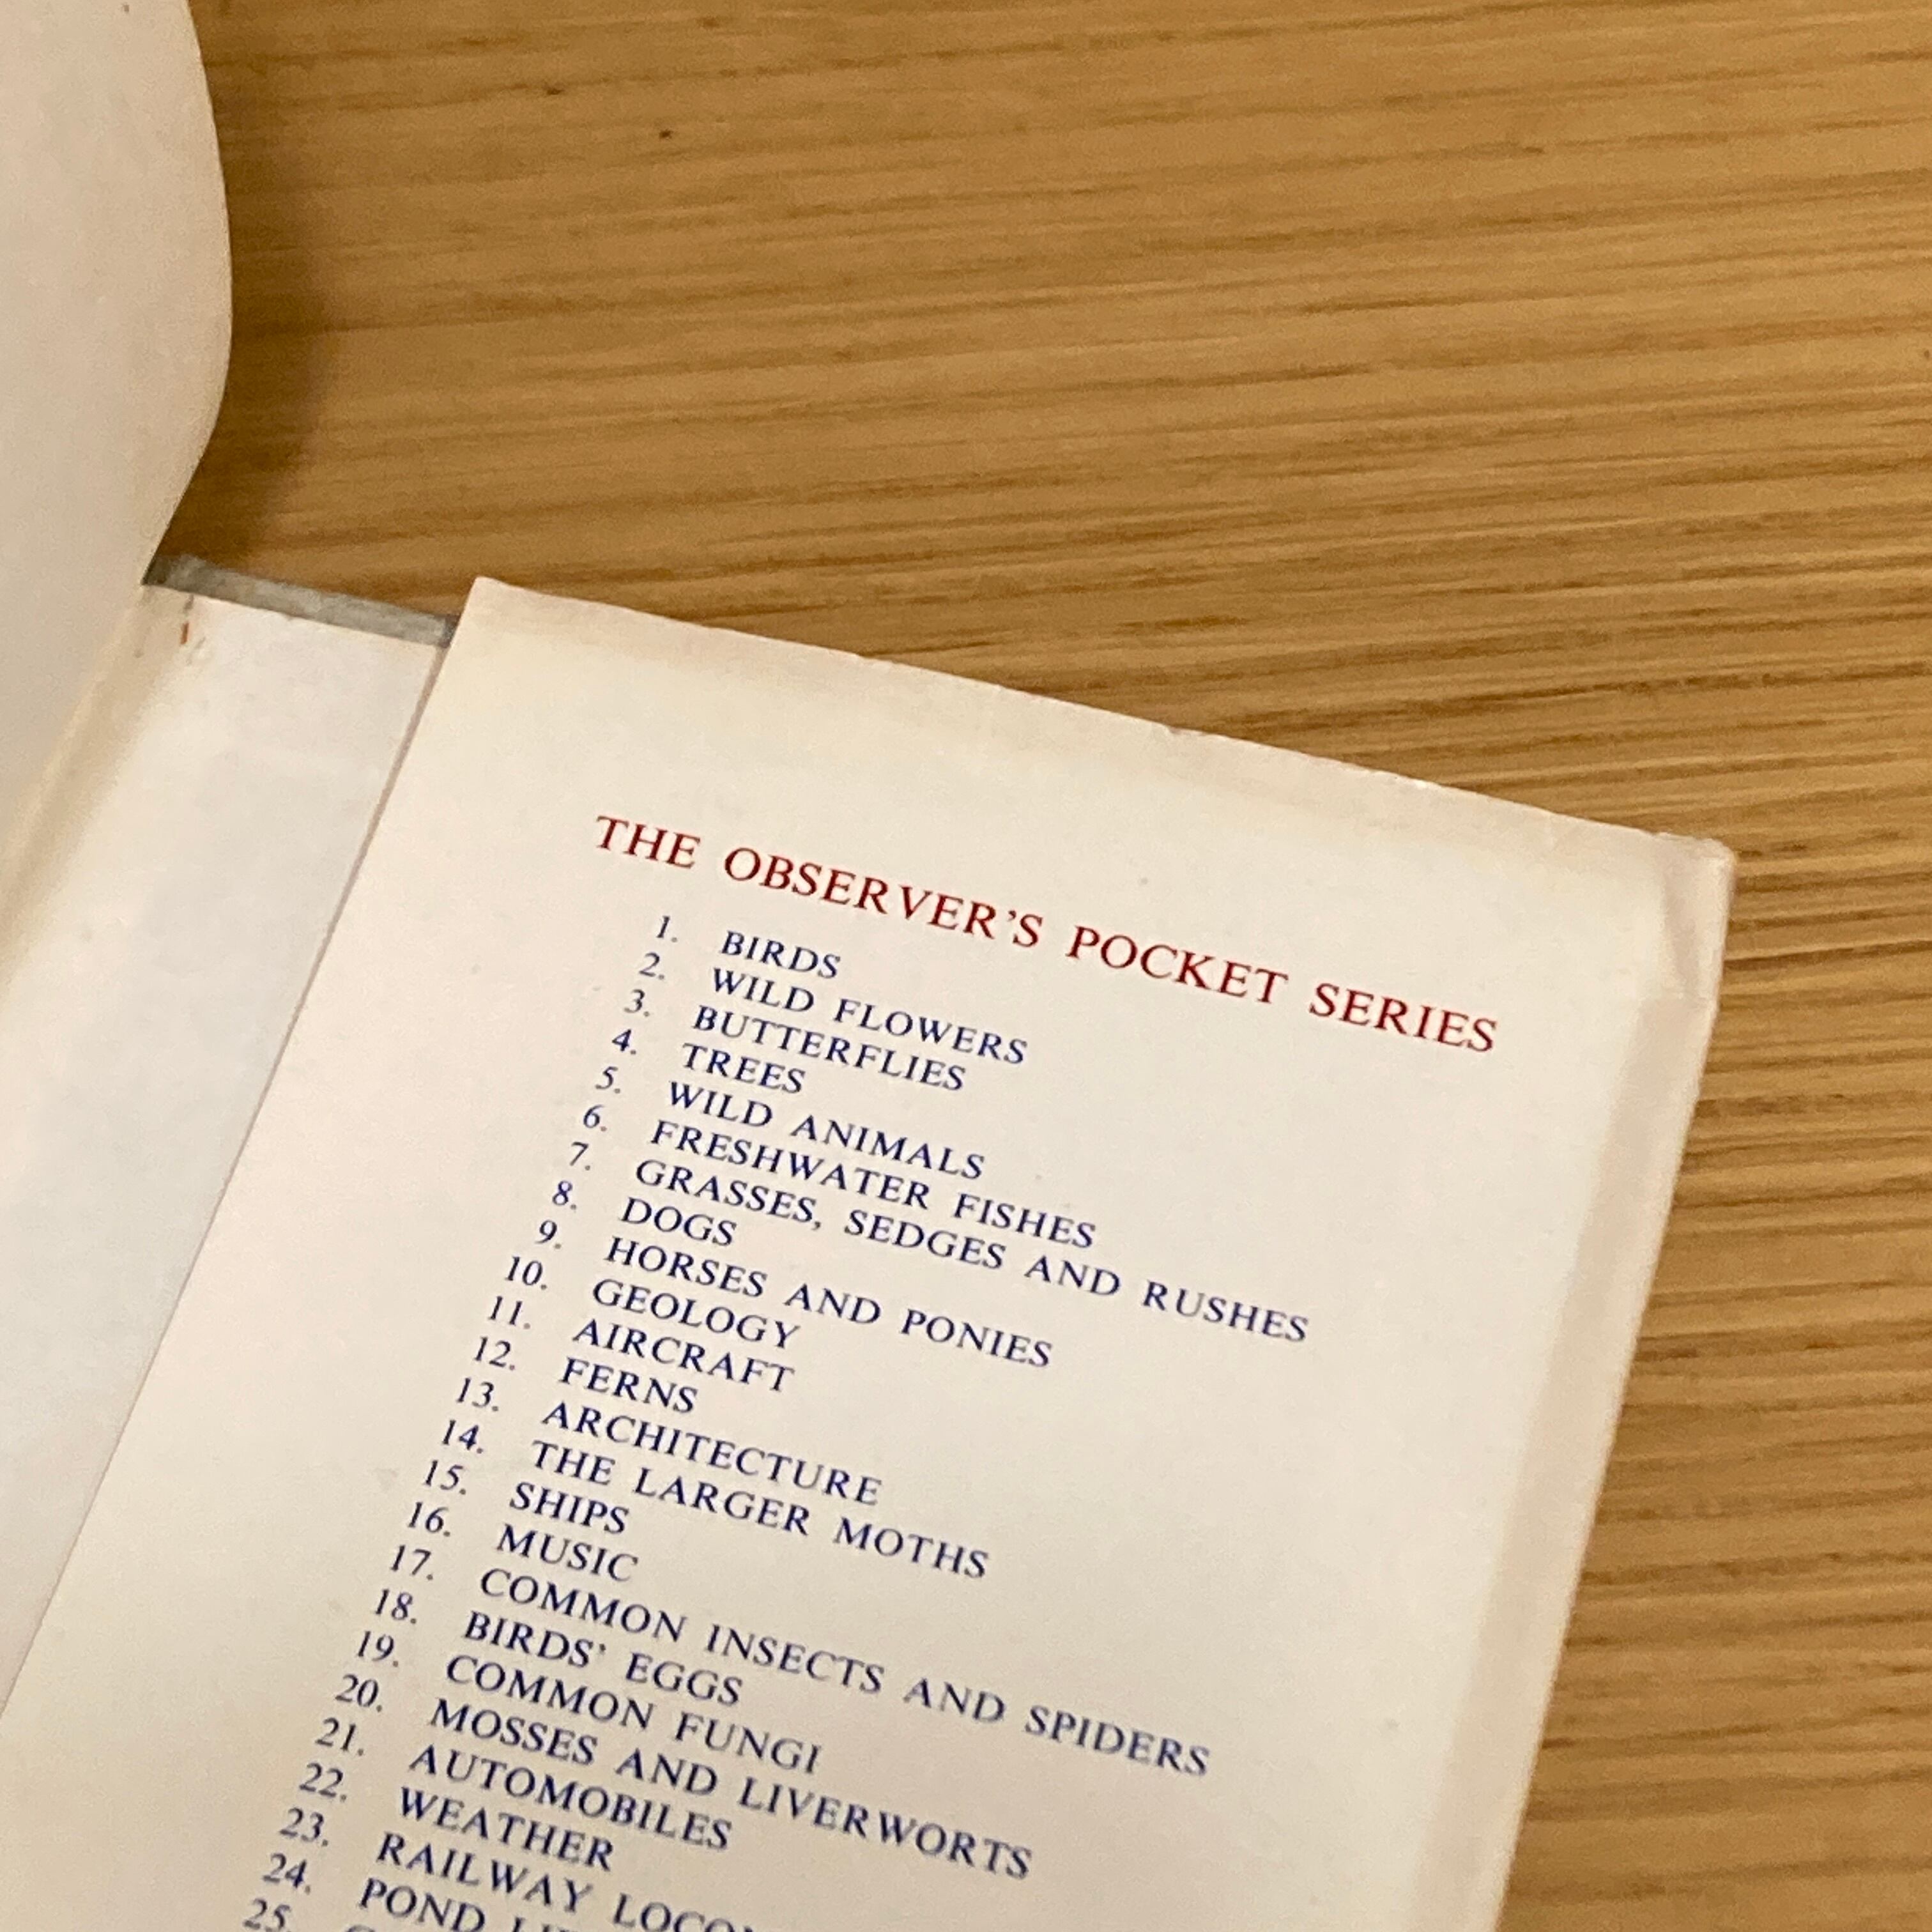 THE OBSERVER'S POCKET SERIES
1. BIRDS
2. WILD FLOWERS
3. BUTTERFLIES
4. TREES
5. WILD ANIMALS
6. FRESHWATER FISHES
7. GRASSES, SEDGES AND RUSHES
8. DOGS
9. HORSES AND PONIES
10. GEOLOGY
11. AIRCRAFT
12. FERNS
13. ARCHITECTURE
14. THE LARGER MOTHS
15. SHIPS
16. MUSIC
17. COMMON INSECTS AND SPIDERS
18. BIRDS' EGGS
19. COMMON FUNGI
20. MOSSES AND LIVERWORTS
21. AUTOMOBILES
22. WEATHER
23. RAILWAY
24. POND
25.